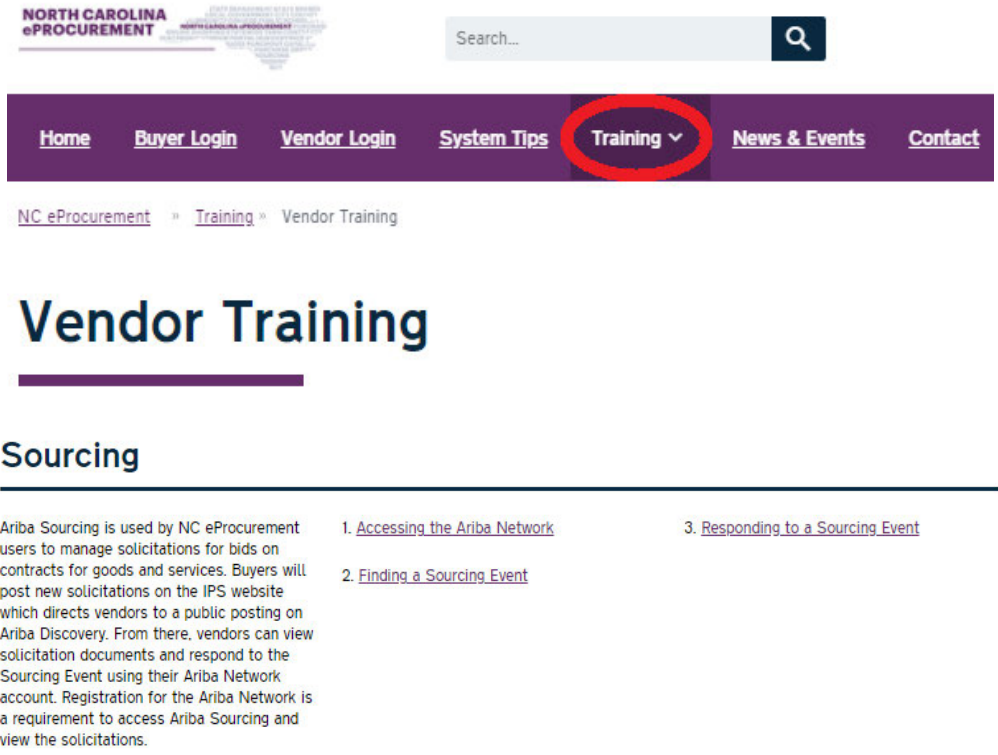 NORTH CAROLINA
ePROCUREMENT
NORTH CAROLINA ePROCUREMENT
Search...
Home Buyer Login Vendor Login System Tips Training News & Events Contact
NC eProcurement » Training » Vendor Training
Vendor Training
Sourcing
Ariba Sourcing is used by NC eProcurement
users to manage solicitations for bids on
contracts for goods and services. Buyers will
post new solicitations on the IPS website
which directs vendors to a public posting on
Ariba Discovery. From there, vendors can view
solicitation documents and respond to the
Sourcing Event using their Ariba Network
account. Registration for the Ariba Network is
a requirement to access Ariba Sourcing and
view the solicitations.
1. Accessing the Ariba Network
2. Finding a Sourcing Event
3. Responding to a Sourcing Event